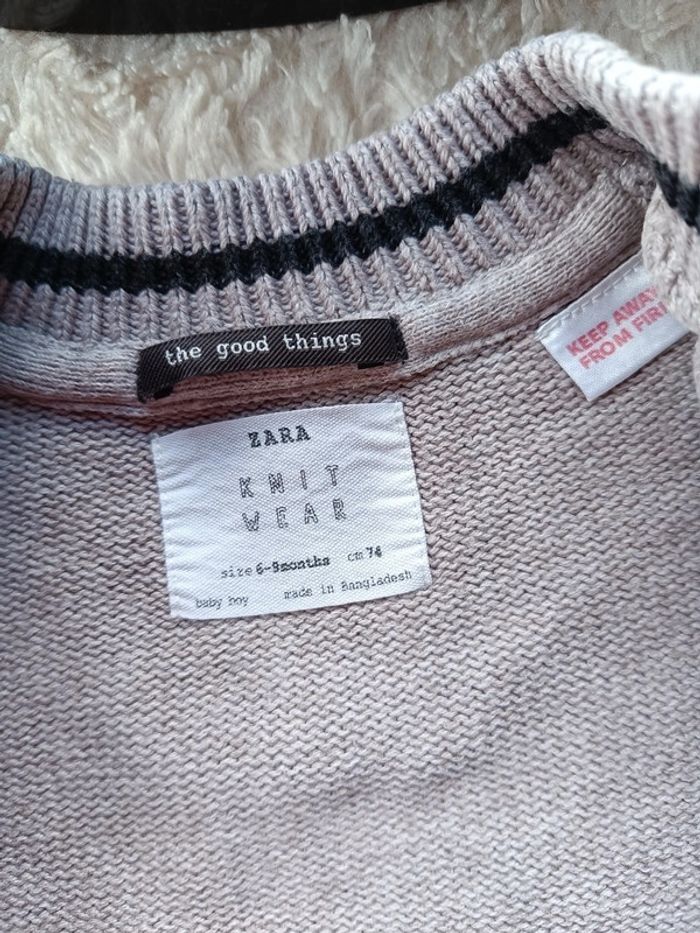 the good things
KEEP AWAY
FROM FIRE
ZARA
KNIT
WEAR
size 6-9months cm 74
baby boy made in Bangladesh